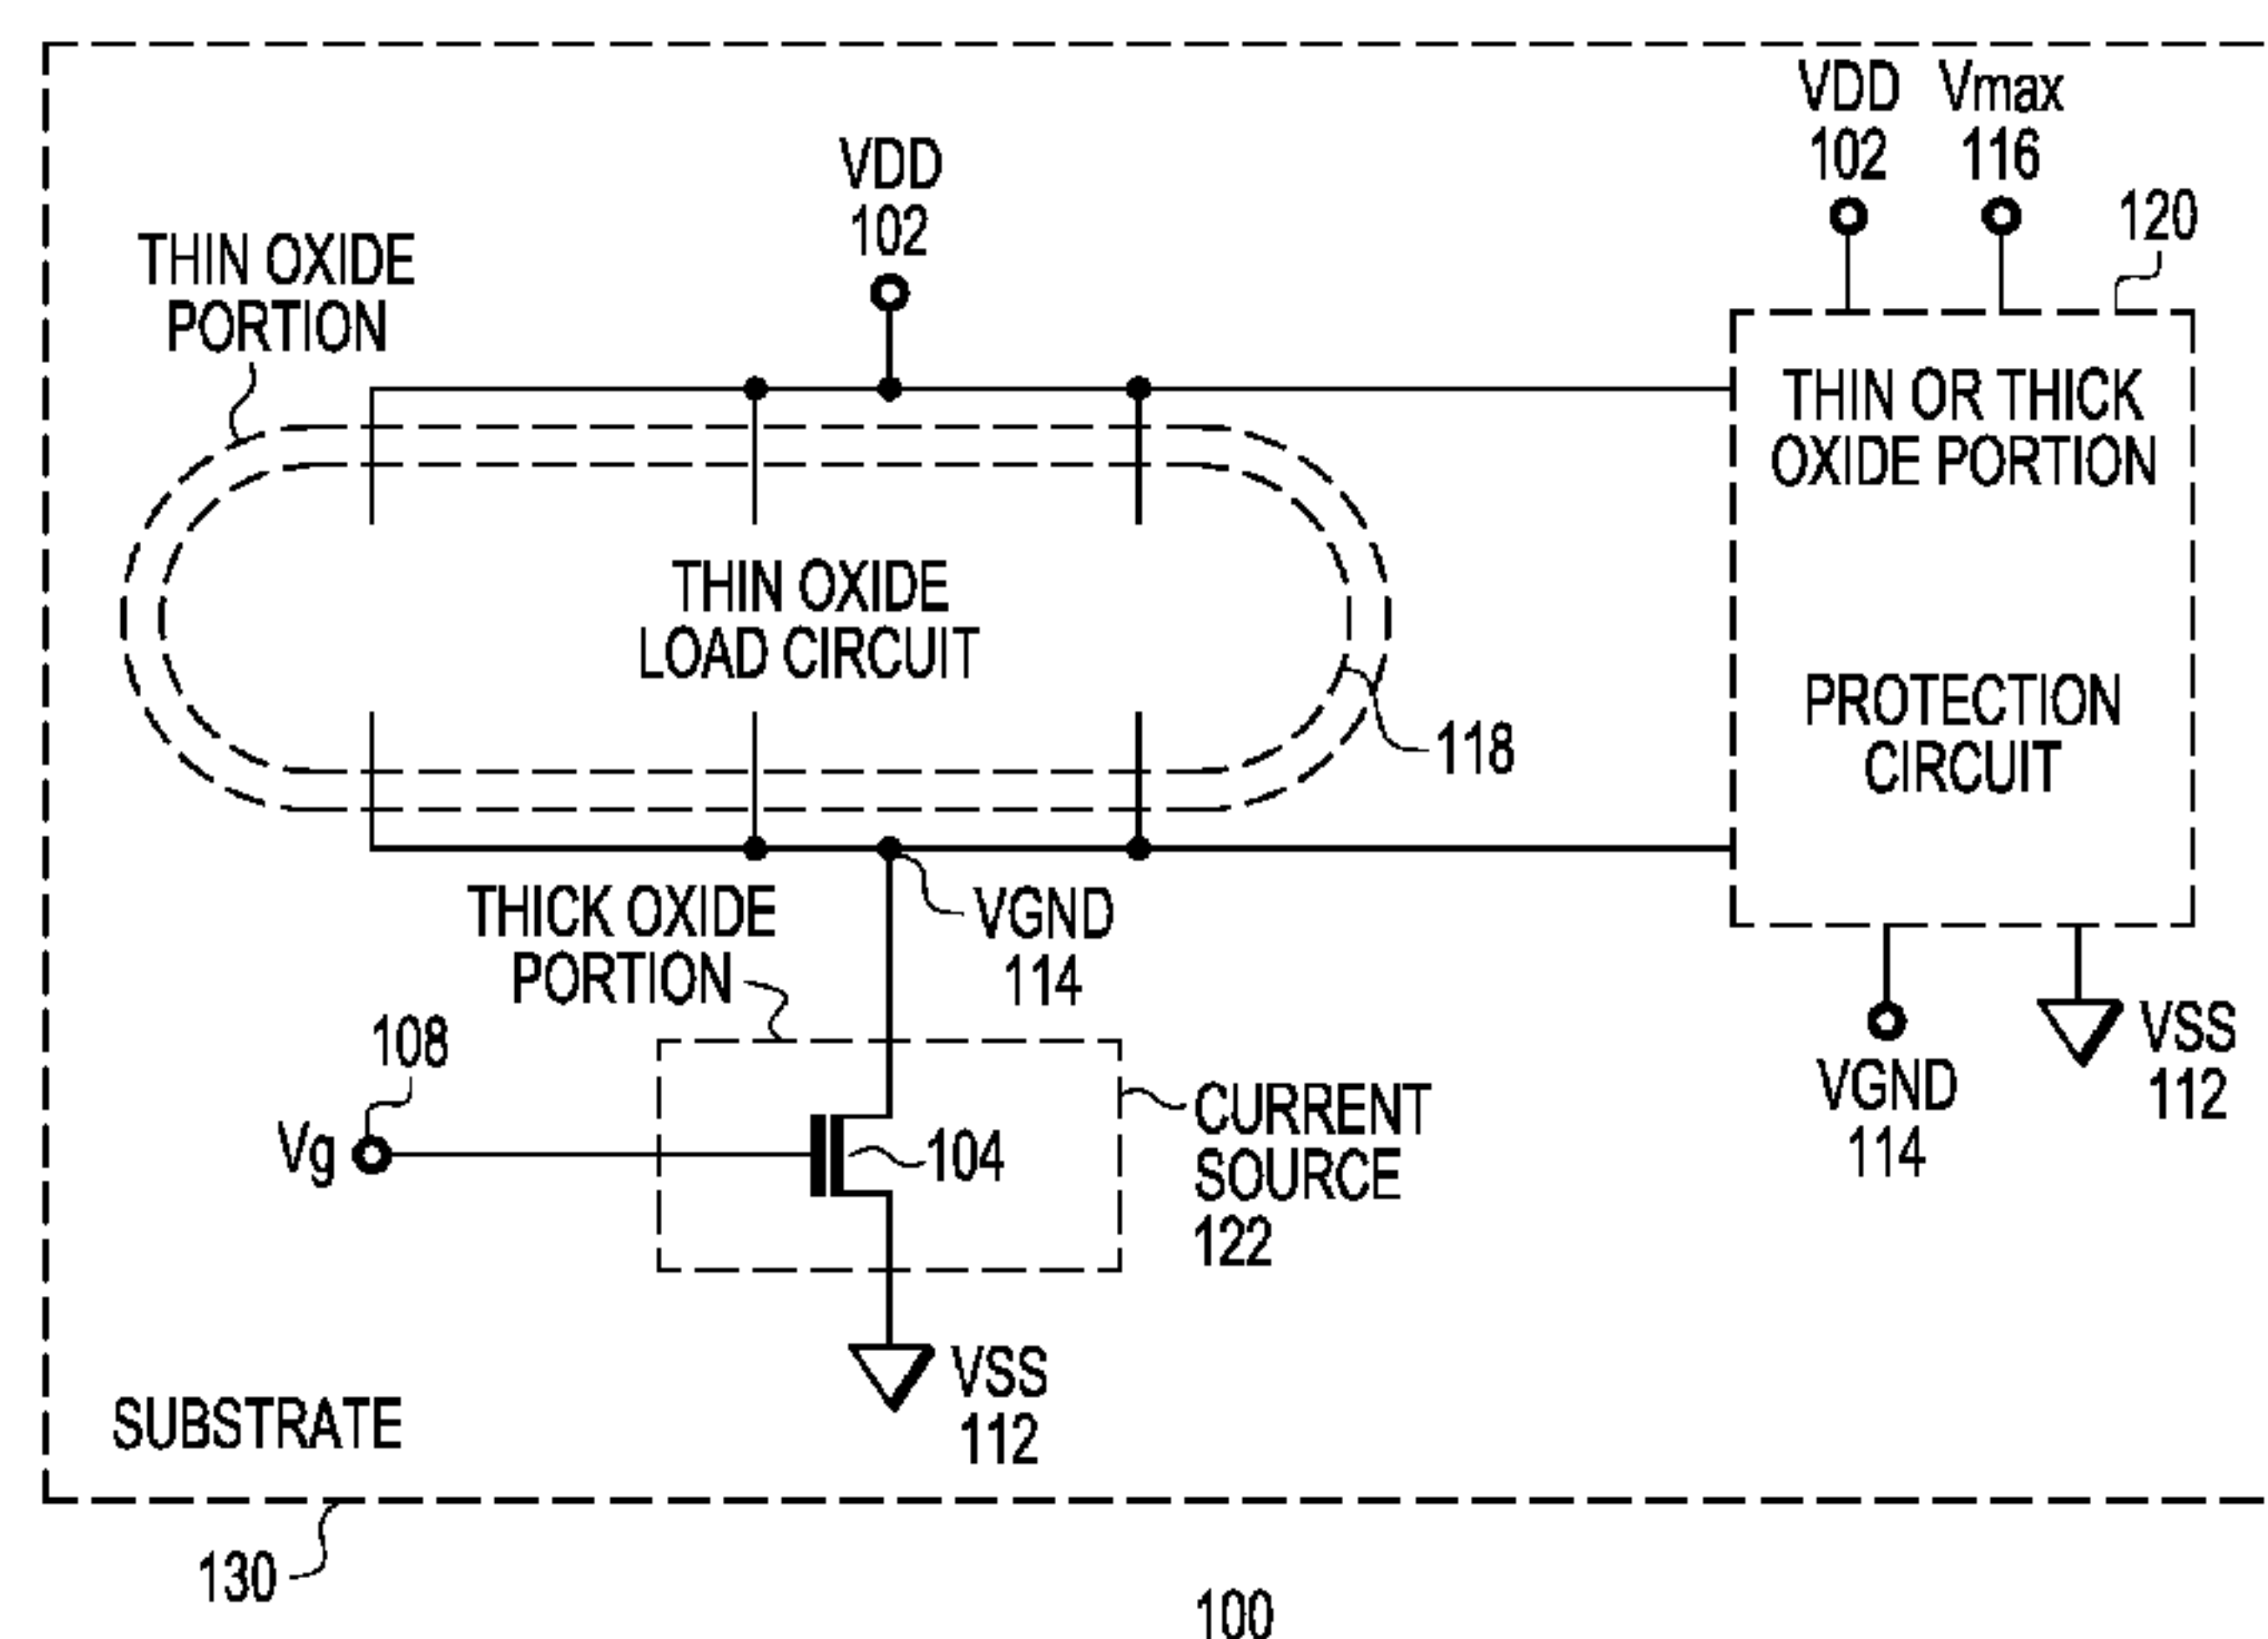 VDD
102
Vmax
116
120
VDD
102
THIN OXIDE
PORTION
THIN OR THICK
OXIDE PORTION
THIN OXIDE
LOAD CIRCUIT
118
PROTECTION
CIRCUIT
THICK OXIDE
PORTION
VGND
114
108
Vg
104
CURRENT
SOURCE
122
VGND
114
VSS
112
VSS
112
SUBSTRATE
130
100